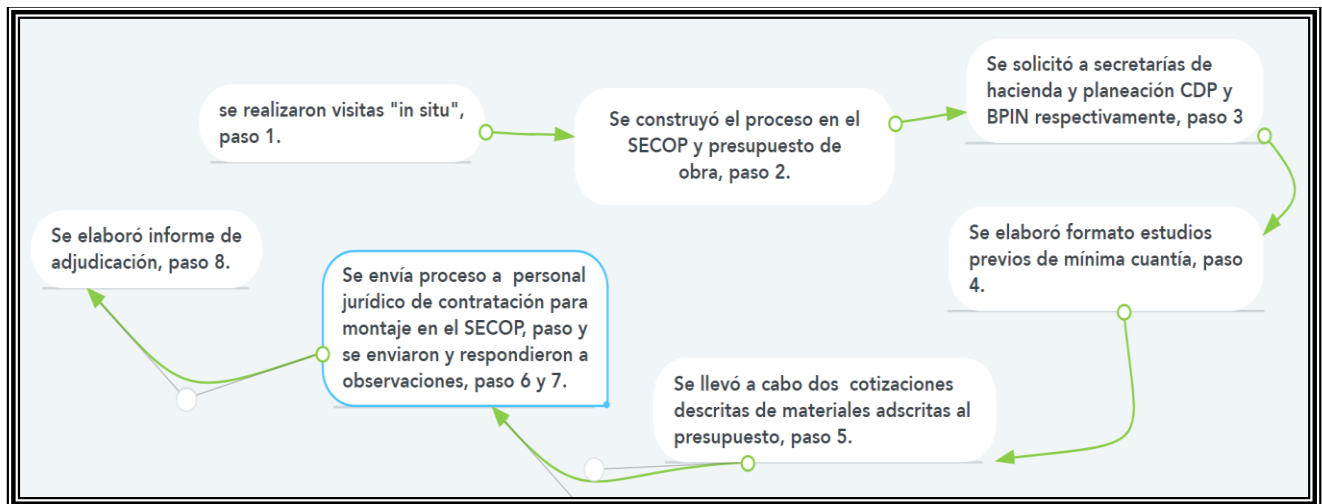 se realizaron visitas "in situ",
paso 1.
Se construyó el proceso en el
SECOP y presupuesto de
obra, paso 2.
Se solicitó a secretarías de
hacienda y planeación CDP y
BPIN respectivamente, paso 3
Se elaboró formato estudios
previos de mínima cuantía, paso
4.
Se llevó a cabo dos cotizaciones
descritas de materiales adscritas al
presupuesto, paso 5.
Se envía proceso a personal
jurídico de contratación para
montaje en el SECOP, paso y
se enviaron y respondieron a
observaciones, paso 6 y 7.
Se elaboró informe de
adjudicación, paso 8.